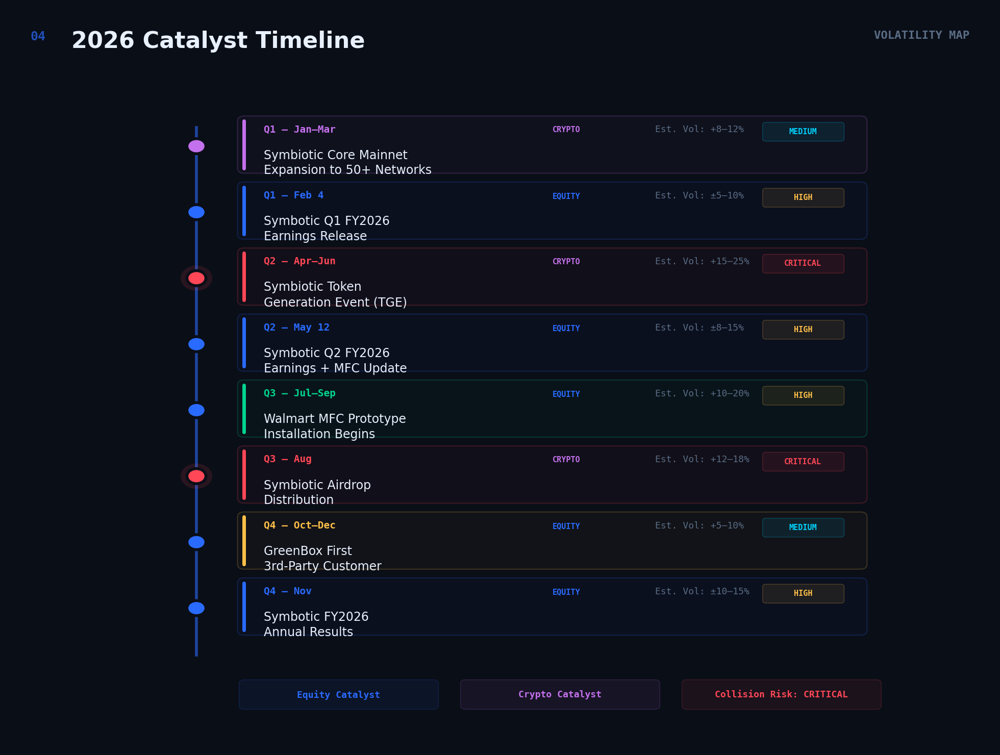 04
2026 Catalyst Timeline
VOLATILITY MAP
Q1 — Jan–Mar
CRYPTO
Est. Vol: +8–12%
MEDIUM
Symbiotic Core Mainnet
Expansion to 50+ Networks
Q1 — Feb 4
EQUITY
Est. Vol: ±5–10%
HIGH
Symbotic Q1 FY2026
Earnings Release
Q2 — Apr–Jun
CRYPTO
Est. Vol: +15–25%
CRITICAL
Symbiotic Token
Generation Event (TGE)
Q2 — May 12
EQUITY
Est. Vol: ±8–15%
HIGH
Symbotic Q2 FY2026
Earnings + MFC Update
Q3 — Jul–Sep
EQUITY
Est. Vol: +10–20%
HIGH
Walmart MFC Prototype
Installation Begins
Q3 — Aug
CRYPTO
Est. Vol: +12–18%
CRITICAL
Symbiotic Airdrop
Distribution
Q4 — Oct–Dec
EQUITY
Est. Vol: +5–10%
MEDIUM
GreenBox First
3rd-Party Customer
Q4 — Nov
EQUITY
Est. Vol: ±10–15%
HIGH
Symbotic FY2026
Annual Results
Equity Catalyst
Crypto Catalyst
Collision Risk: CRITICAL